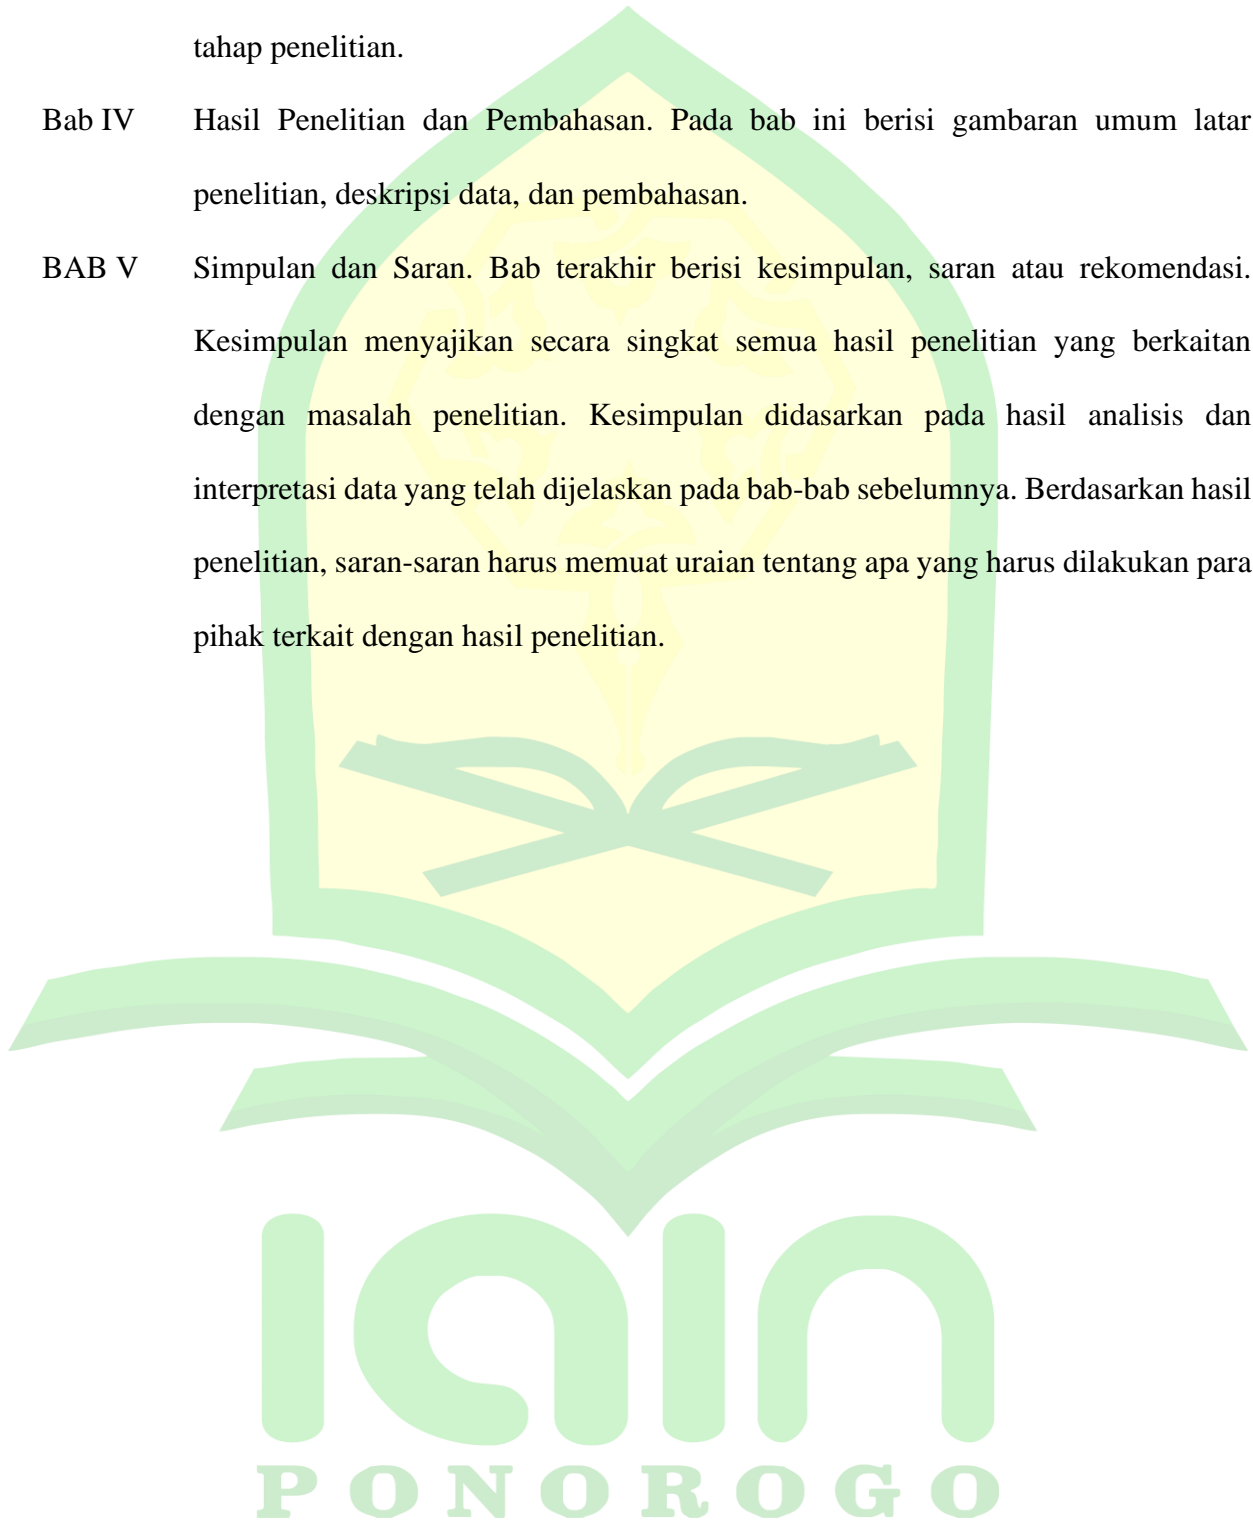 tahap penelitian.
Bab IV Hasil Penelitian dan Pembahasan. Pada bab ini berisi gambaran umum latar
penelitian, deskripsi data, dan pembahasan.
BAB V Simpulan dan Saran. Bab terakhir berisi kesimpulan, saran atau rekomendasi.
Kesimpulan menyajikan secara singkat semua hasil penelitian yang berkaitan
dengan masalah penelitian. Kesimpulan didasarkan pada hasil analisis dan
interpretasi data yang telah dijelaskan pada bab-bab sebelumnya. Berdasarkan hasil
penelitian, saran-saran harus memuat uraian tentang apa yang harus dilakukan para
pihak terkait dengan hasil penelitian.
IAIN
PONOROGO